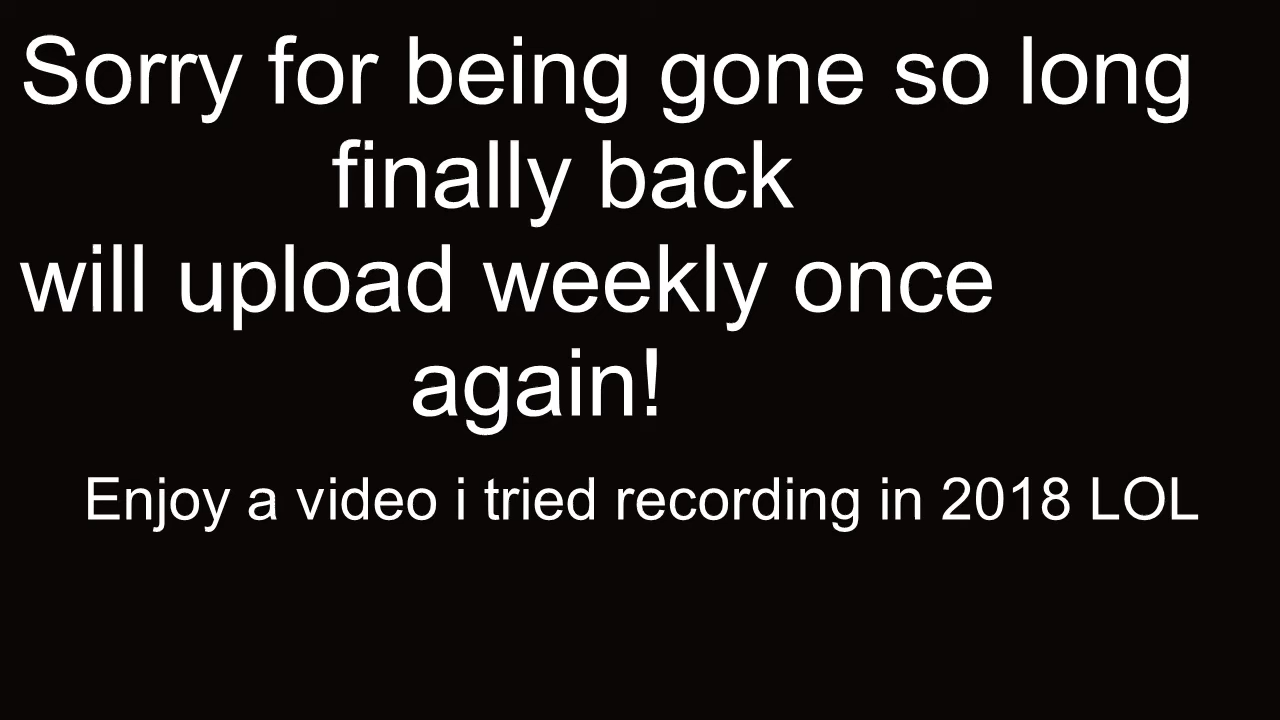 Sorry for being gone so long
finally back
will upload weekly once
again!
Enjoy a video i tried recording in 2018 LOL